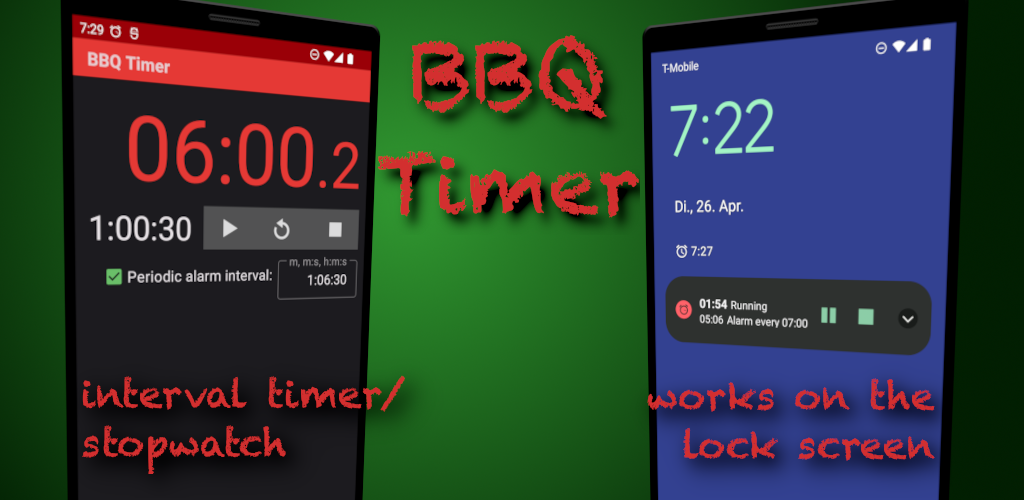 7:29
BBQ Timer
06:00.2
1:00:30
Periodic alarm interval:
m, m:s, h:m:s
1:06:30
interval timer/
stopwatch
BBQ
Timer
T-Mobile
7:22
Di., 26. Apr.
7:27
01:54 Running
05:06 Alarm every 07:00
works on the
lock screen